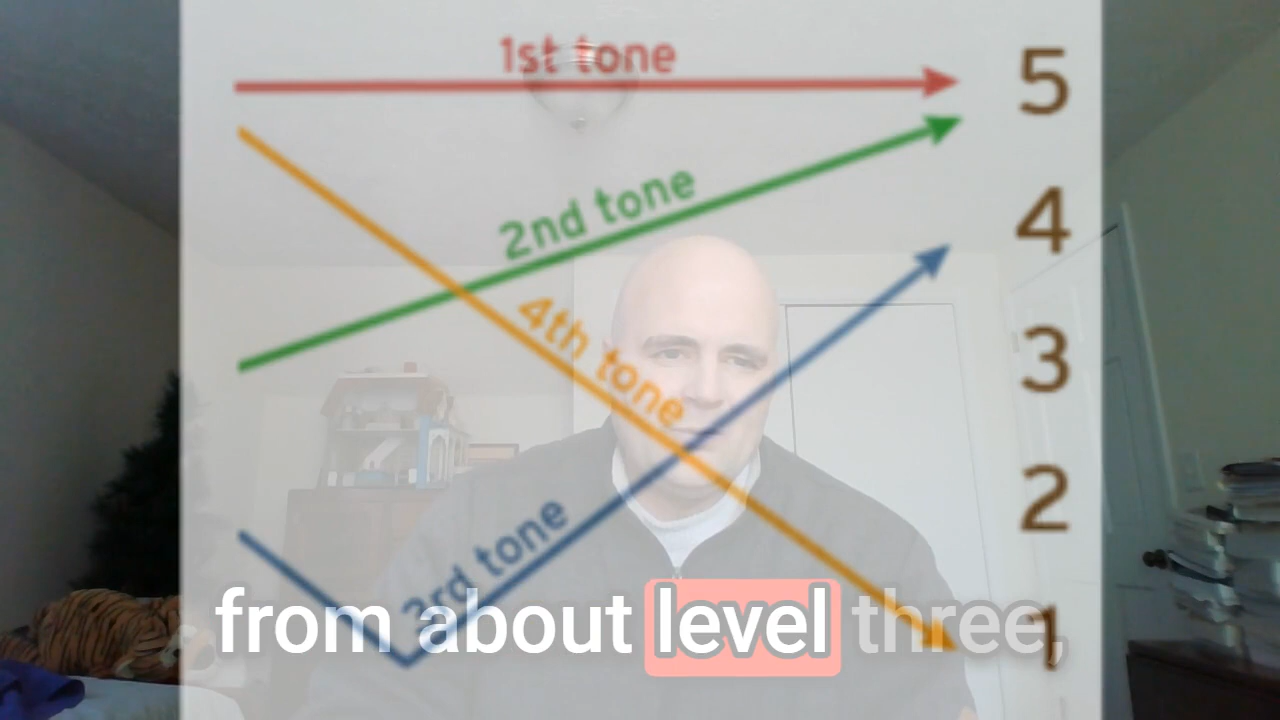 1st tone
5
2nd tone
4
4th tone
3
2
3rd tone
1
from about level three,